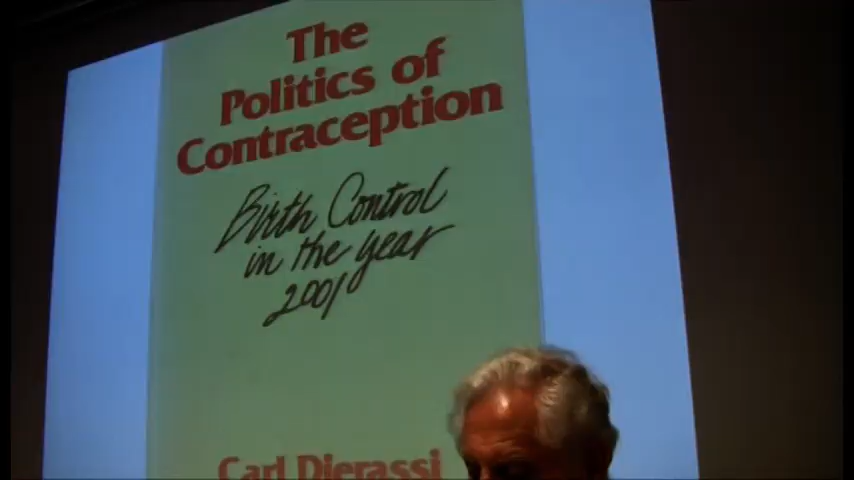 The
Politics of
Contraception
Birth Control
in the year
2001
Carl Djerassi